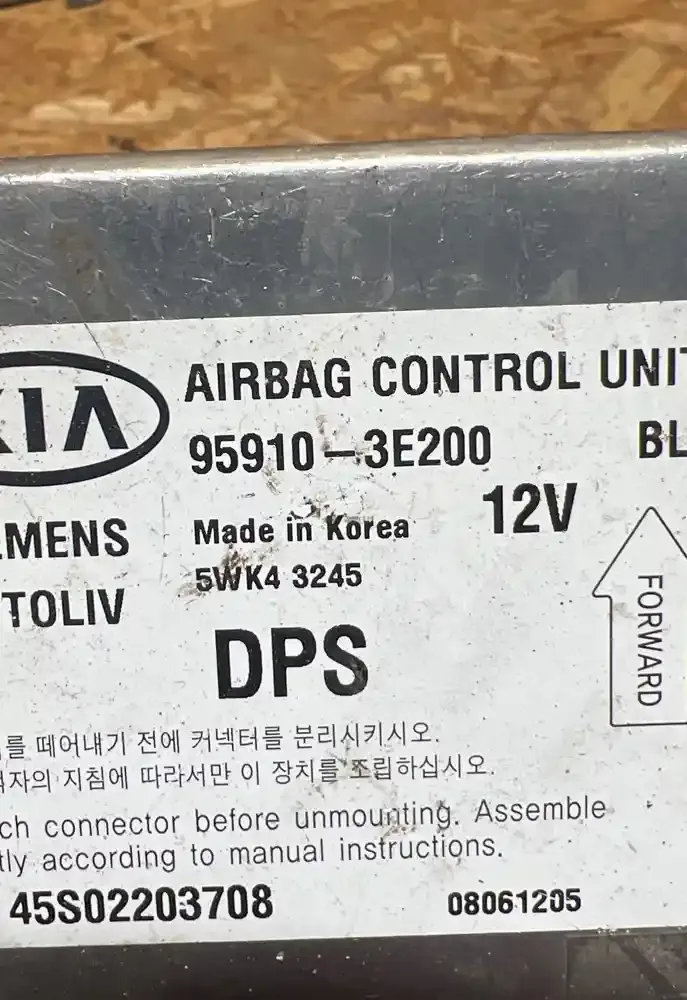 KIA
AIRBAG CONTROL UNIT
95910-3E200
BL
MENS
Made in Korea
12V
TOLIV
5WK4 3245
DPS
FORWARD
를 떼어내기 전에 커넥터를 분리시키시오.
자의 지침에 따라서만 이 장치를 조립하십시오.
ch connector before unmounting. Assemble
tly according to manual instructions.
45S02203708
08061205